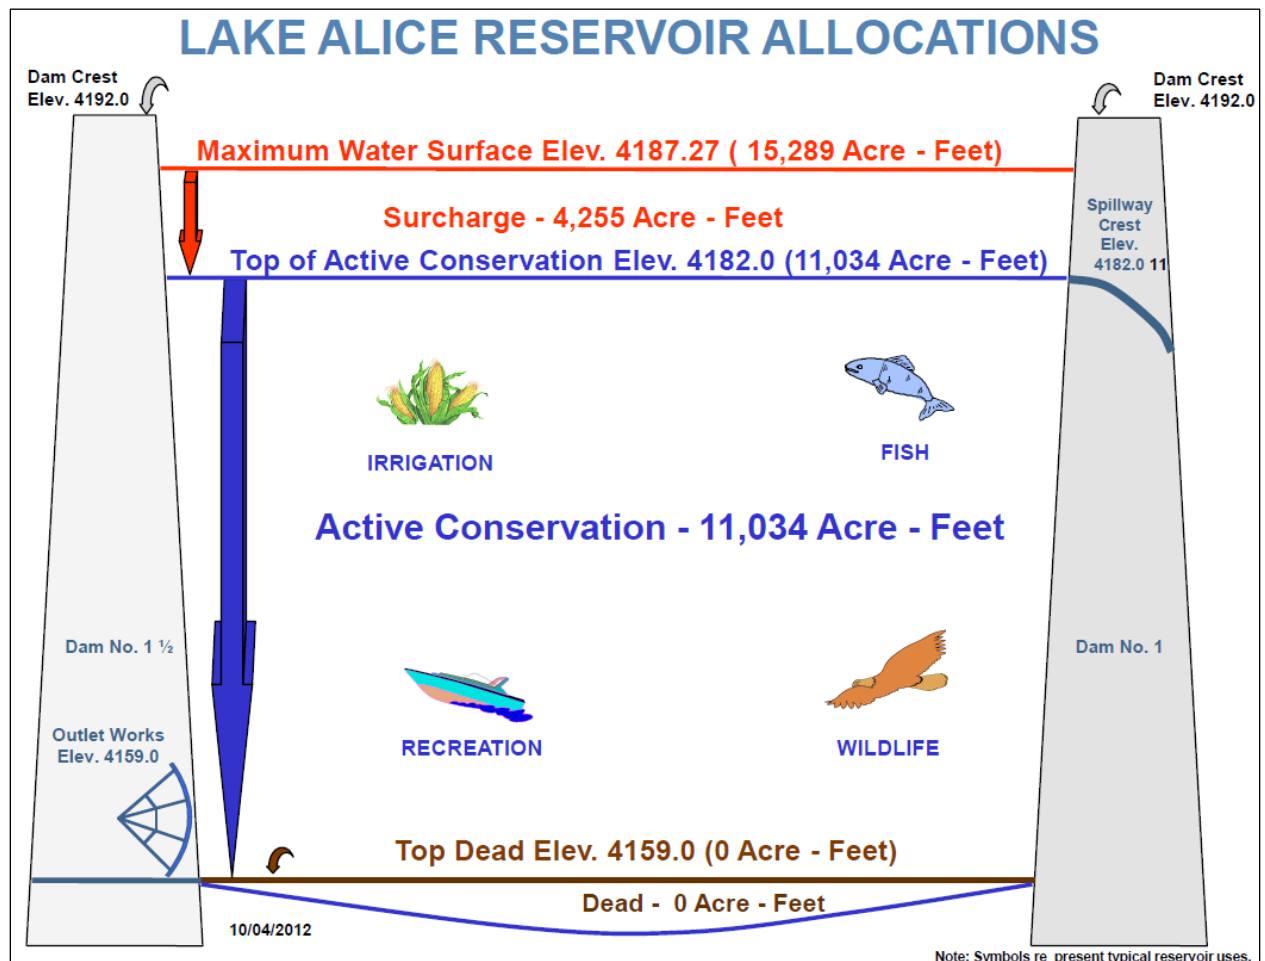 LAKE ALICE RESERVOIR ALLOCATIONS
Dam Crest
Elev. 4192.0
Dam Crest
Elev. 4192.0
Maximum Water Surface Elev. 4187.27 ( 15,289 Acre - Feet)
Surcharge - 4,255 Acre - Feet
Spillway
Crest
Elev.
4182.0 11
Top of Active Conservation Elev. 4182.0 (11,034 Acre - Feet)
IRRIGATION
FISH
Active Conservation - 11,034 Acre - Feet
Dam No. 1 ½
Dam No. 1
Outlet Works
Elev. 4159.0
RECREATION
WILDLIFE
Top Dead Elev. 4159.0 (0 Acre - Feet)
Dead - 0 Acre - Feet
10/04/2012
Note: Symbols re present typical reservoir uses.